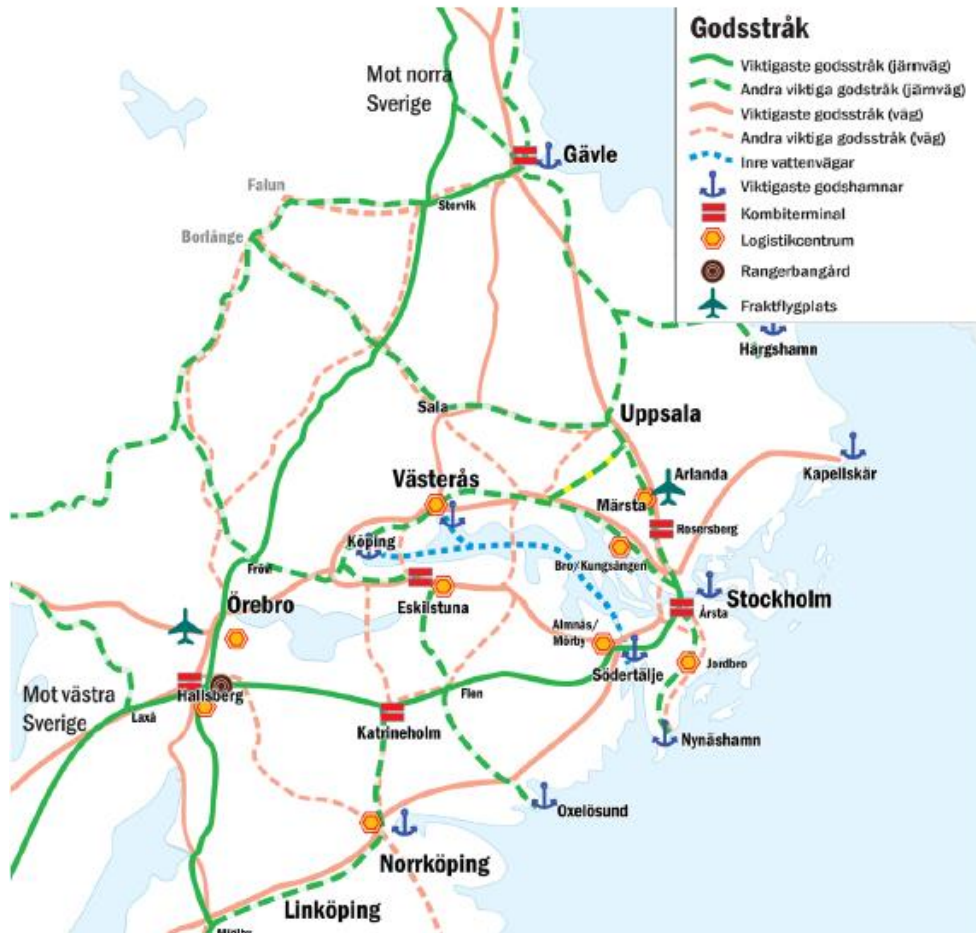 Godsstråk
Viktigaste godsstråk (järnväg)
Andra viktiga godstråk (järnväg)
Viktigaste godsstråk (väg)
Andra viktiga godsstråk (väg)
Inre vattenvägar
Viktigaste godshamnar
Kombiterminal
Logistikcentrum
Rangerbangård
Fraktflygplats
Mot norra
Sverige
Gävle
Falun
Storvik
Borlänge
Hargshamn
Sala
Uppsala
Kapellskär
Arlanda
Västerås
Märsta
Rosersberg
Köping
Bro/Kungsängen
Frövi
Örebro
Eskilstuna
Stockholm
Årsta
Almnäs/
Mörby
Jordbro
Södertälje
Mot västra
Sverige
Hallsberg
Flen
Laxå
Katrineholm
Nynäshamn
Oxelösund
Norrköping
Linköping